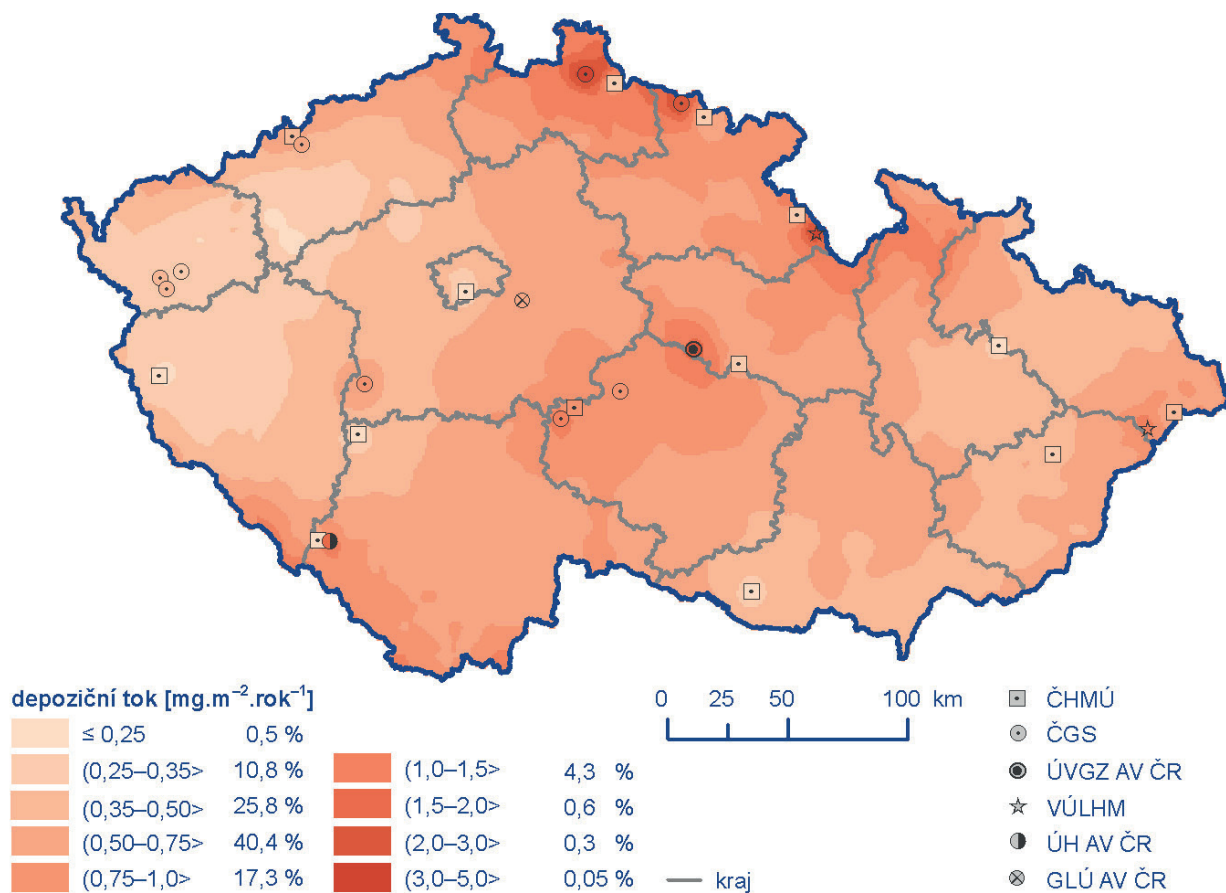 depoziční tok [mg.m⁻².rok⁻¹]
≤ 0,25 0,5 %
(0,25–0,35> 10,8 %
(0,35–0,50> 25,8 %
(0,50–0,75> 40,4 %
(0,75–1,0> 17,3 %
(1,0–1,5> 4,3 %
(1,5–2,0> 0,6 %
(2,0–3,0> 0,3 %
(3,0–5,0> 0,05 %
0 25 50 100 km
kraj
ČHMÚ
ČGS
ÚVGZ AV ČR
VÚLHM
ÚH AV ČR
GLÚ AV ČR